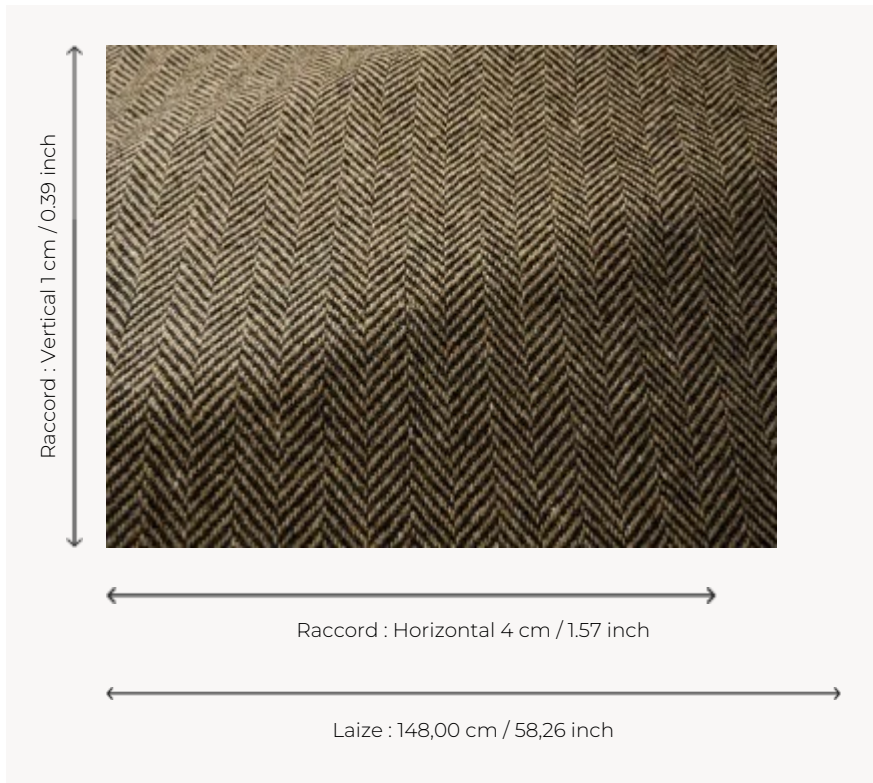 Raccord : Vertical 1 cm / 0.39 inch
Raccord : Horizontal 4 cm / 1.57 inch
Laize : 148,00 cm / 58,26 inch